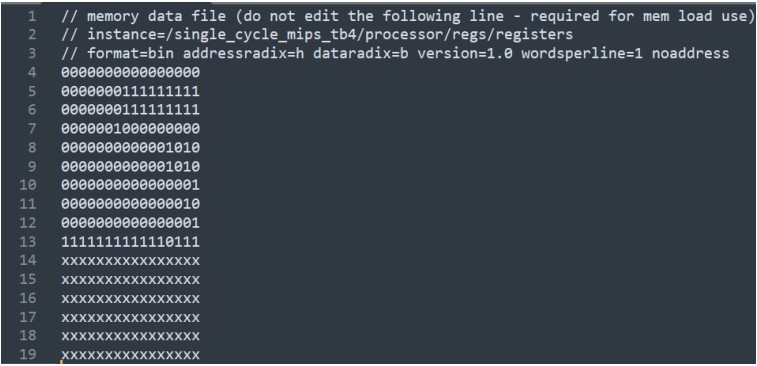 1 // memory data file (do not edit the following line - required for mem load use)
2 // instance=/single_cycle_mips_tb4/processor/regs/registers
3 // format=bin addressradix=h dataradix=b version=1.0 wordsperline=1 noaddress
4 0000000000000000
5 0000000111111111
6 0000000111111111
7 0000001000000000
8 0000000000001010
9 0000000000001010
10 0000000000000001
11 0000000000000010
12 0000000000000001
13 1111111111110111
14 xxxxxxxxxxxxxxxx
15 xxxxxxxxxxxxxxxx
16 xxxxxxxxxxxxxxxx
17 xxxxxxxxxxxxxxxx
18 xxxxxxxxxxxxxxxx
19 xxxxxxxxxxxxxxxx